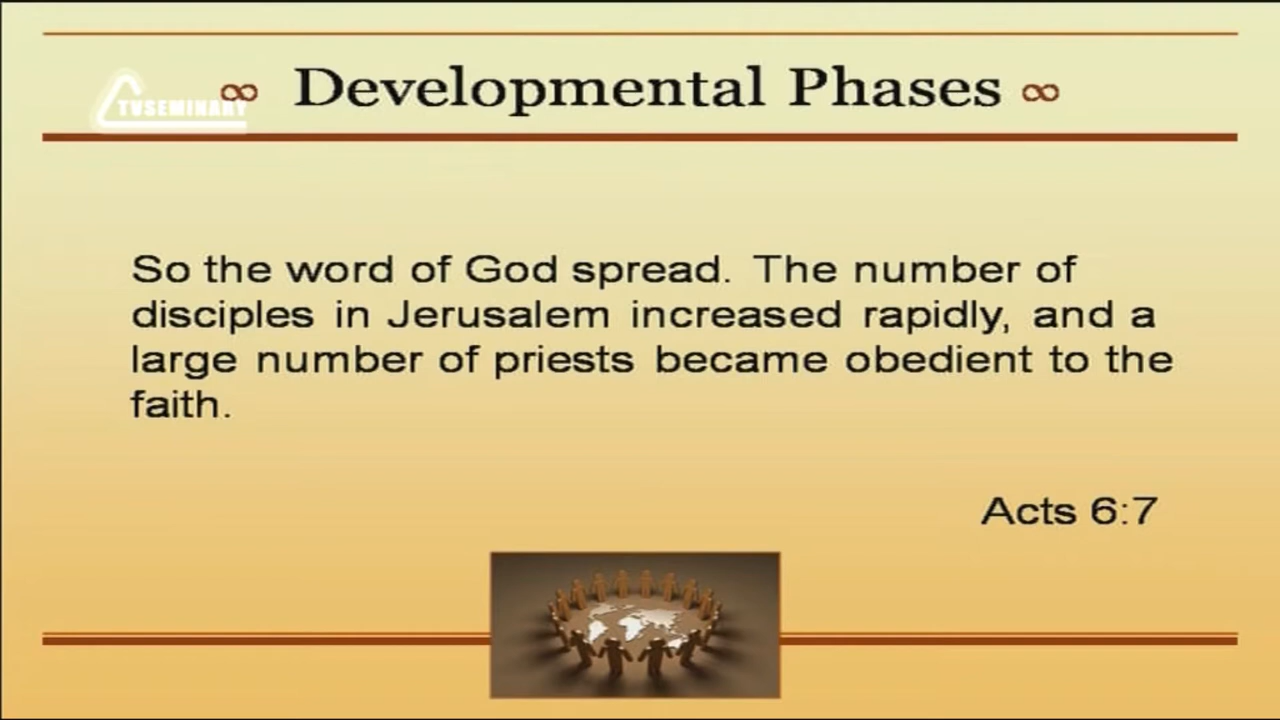 TVSEMINARY
∞ Developmental Phases ∞
So the word of God spread. The number of
disciples in Jerusalem increased rapidly, and a
large number of priests became obedient to the
faith.
Acts 6:7